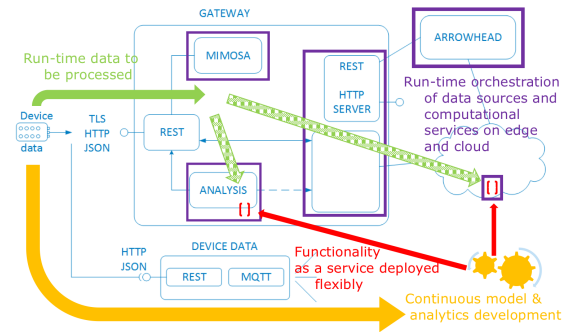 GATEWAY
MIMOSA
ARROWHEAD
REST
HTTP
SERVER
Run-time data to
be processed
Run-time orchestration
of data sources and
computational
services on edge
and cloud
Device
data
TLS
HTTP
JSON
REST
ANALYSIS
[ ]
[ ]
HTTP
JSON
DEVICE DATA
REST
MQTT
Functionality
as a service deployed
flexibly
Continuous model &
analytics development